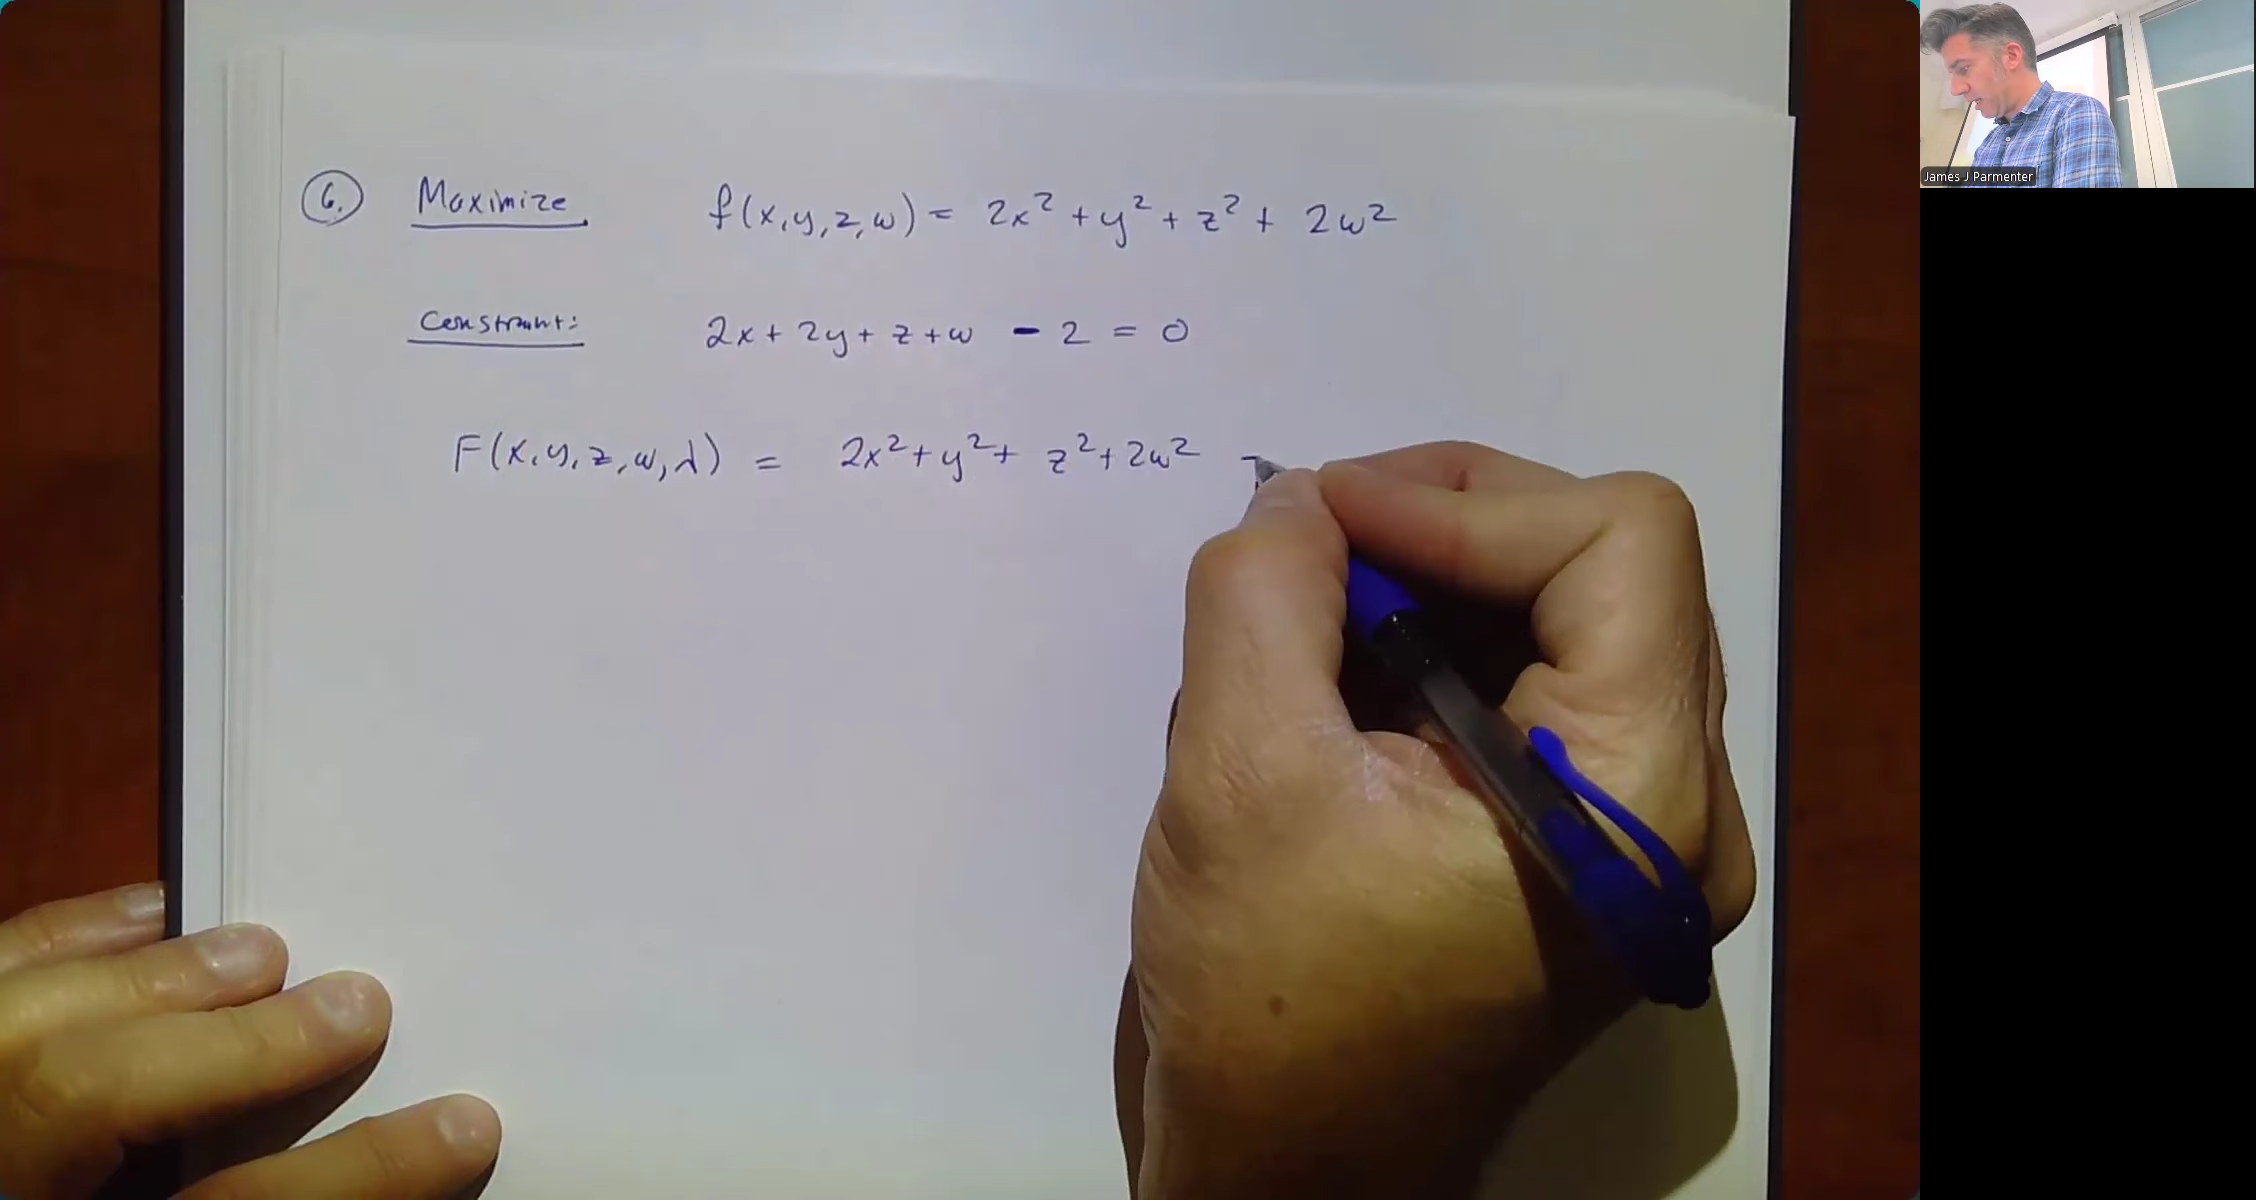 6. Maximize f(x,y,z,w) = 2x² + y² + z² + 2w²
Constraint: 2x + 2y + z + w - 2 = 0
F(x,y,z,w,λ) = 2x² + y² + z² + 2w² -
James J Parmenter